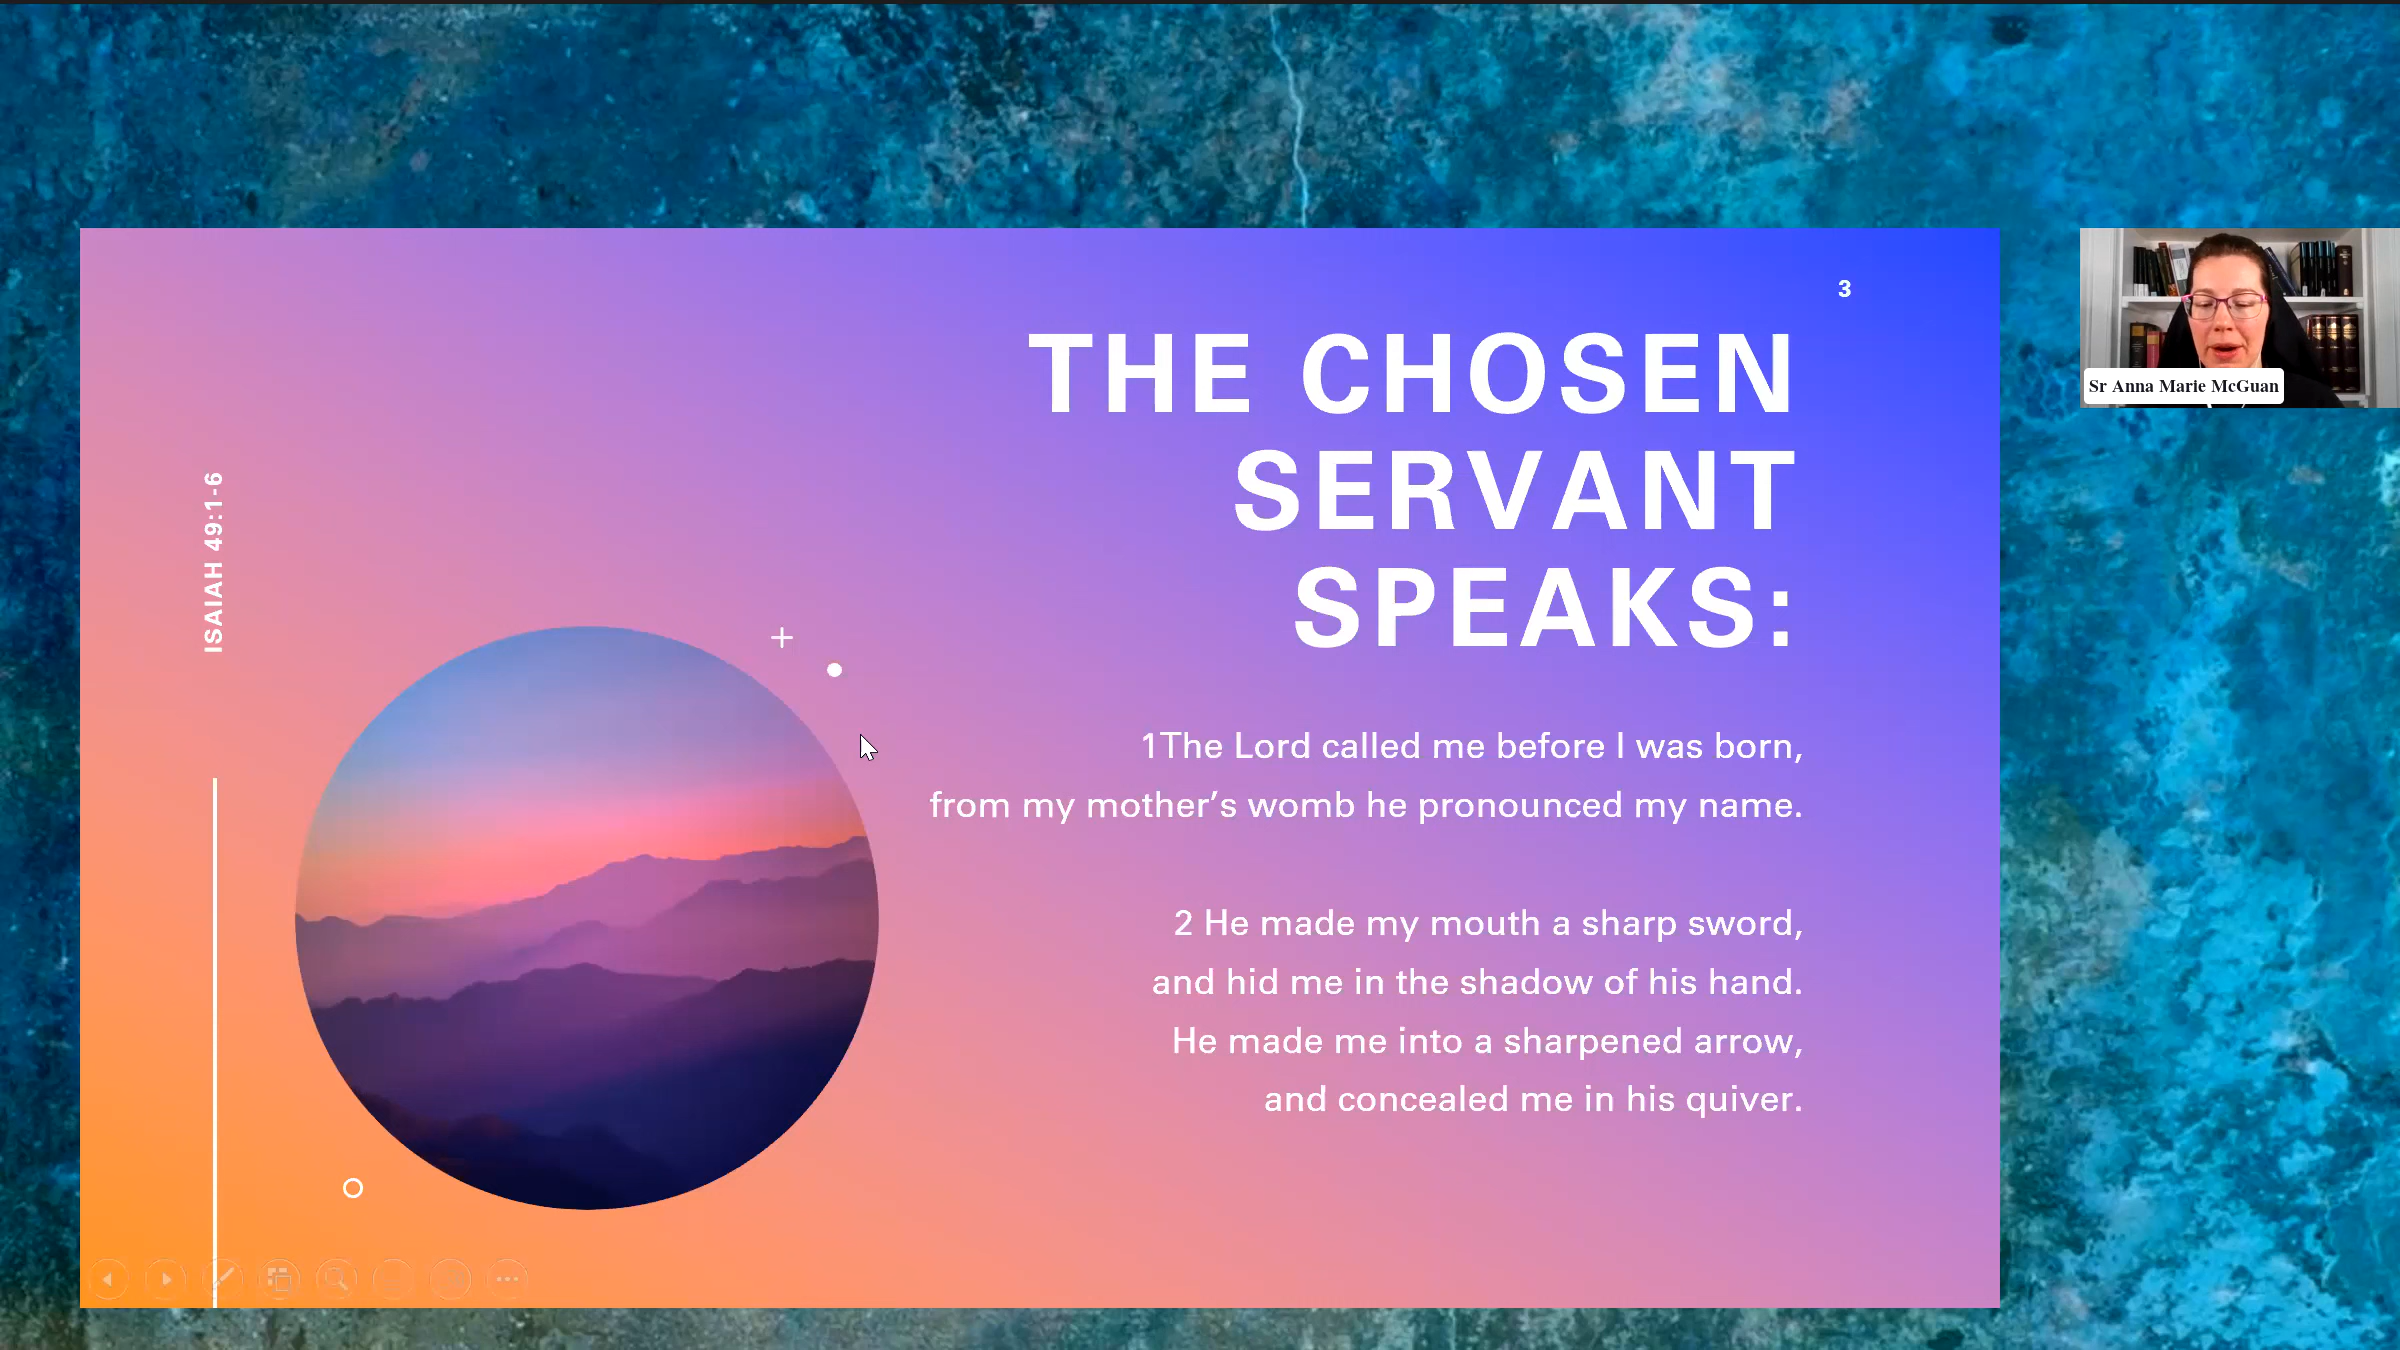 3
THE CHOSEN
SERVANT
SPEAKS:
ISAIAH 49:1-6
1The Lord called me before I was born,
from my mother’s womb he pronounced my name.
2 He made my mouth a sharp sword,
and hid me in the shadow of his hand.
He made me into a sharpened arrow,
and concealed me in his quiver.
Sr Anna Marie McGuan